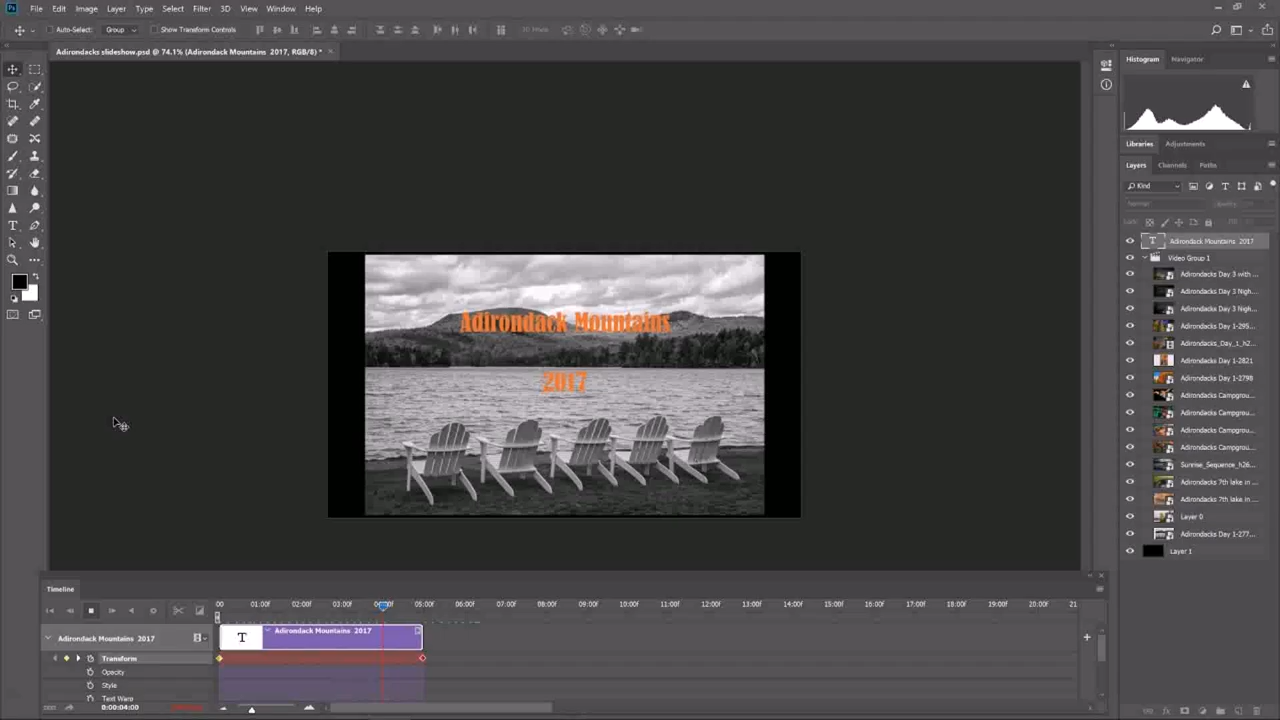 Ps File Edit Image Layer Type Select Filter 3D View Window Help
Auto-Select: Group Show Transform Controls 3D Mode:
Adirondacks slideshow.psd @ 74.1% (Adirondack Mountains 2017, RGB/8) *
Histogram Navigator
Libraries Adjustments
Layers Channels Paths
Kind
Normal
Lock:
Adirondack Mountains 2017
Video Group 1
Adirondacks Day 3 with ...
Adirondacks Day 3 Nigh...
Adirondacks Day 3 Nigh...
Adirondacks Day 1-295...
Adirondacks_Day_1_h2...
Adirondacks Day 1-2821
Adirondacks Day 1-2798
Adirondacks Campgrou...
Adirondacks Campgrou...
Adirondacks Campgrou...
Adirondacks Campgrou...
Sunrise_Sequence_h26...
Adirondacks 7th lake in ...
Adirondacks 7th lake in ...
Layer 0
Adirondacks Day 1-277...
Layer 1
Adirondack Mountains
2017
Timeline
00 01:00f 02:00f 03:00f 04:00f 05:00f 06:00f 07:00f 08:00f 09:00f 10:00f 11:00f 12:00f 13:00f 14:00f 15:00f 16:00f 17:00f 18:00f 19:00f 20:00f 21
Adirondack Mountains 2017
T Adirondack Mountains 2017
Transform
Opacity
Style
Text Warp
0:00:04:00